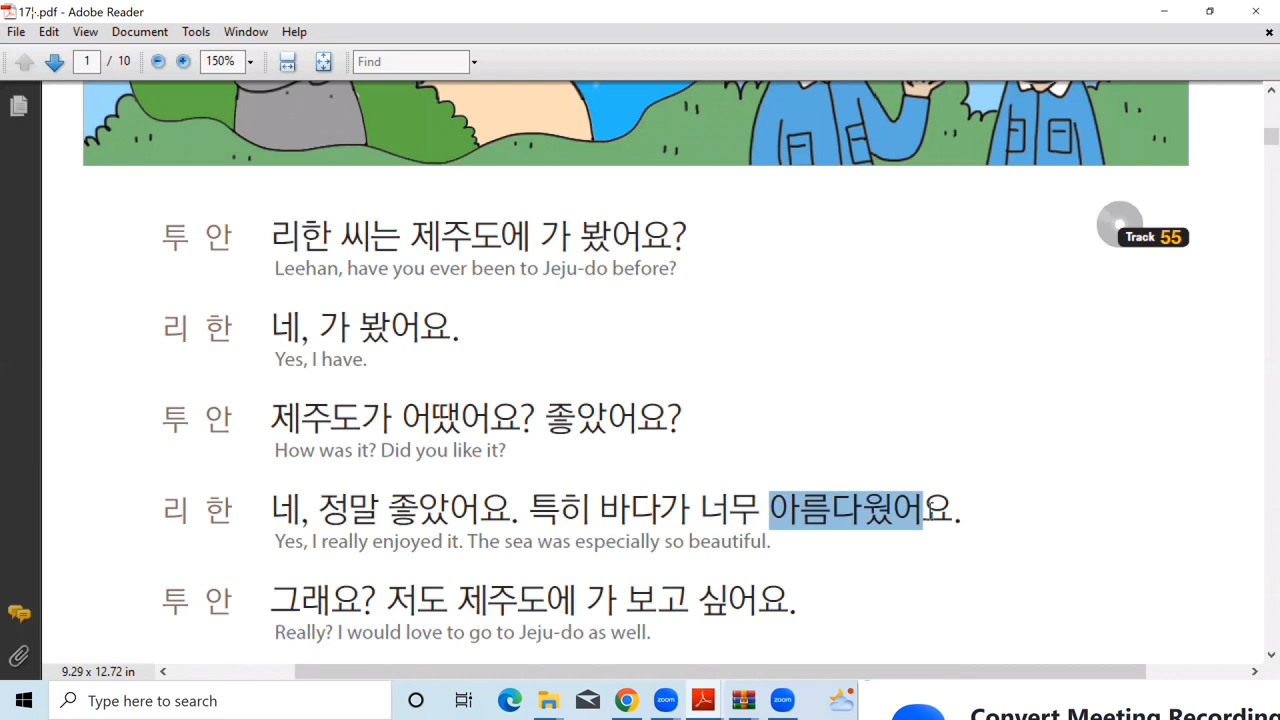 17¦·.pdf - Adobe Reader
File Edit View Document Tools Window Help
1 / 10 150% Find
Track 55
투 안 리한 씨는 제주도에 가 봤어요?
Leehan, have you ever been to Jeju-do before?
리 한 네, 가 봤어요.
Yes, I have.
투 안 제주도가 어땠어요? 좋았어요?
How was it? Did you like it?
리 한 네, 정말 좋았어요. 특히 바다가 너무 아름다웠어요.
Yes, I really enjoyed it. The sea was especially so beautiful.
투 안 그래요? 저도 제주도에 가 보고 싶어요.
Really? I would love to go to Jeju-do as well.
9.29 x 12.72 in
Type here to search
zoom
zoom
Convert Meeting Recording